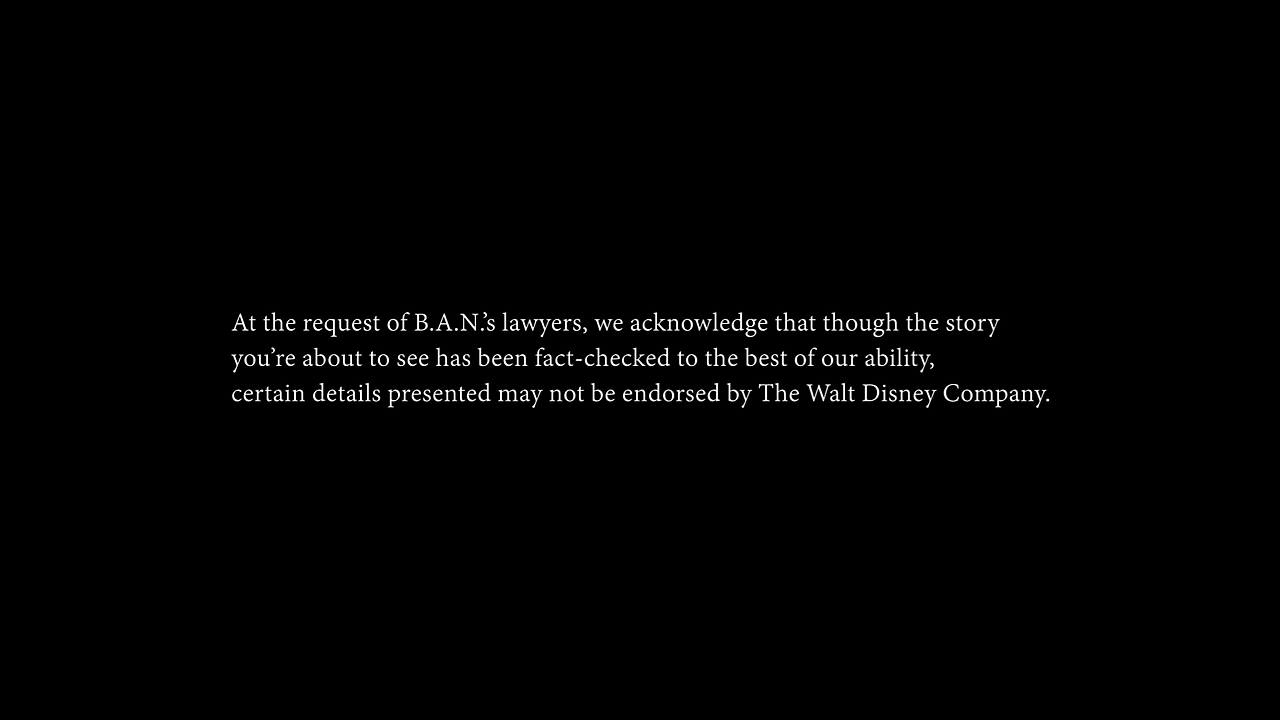 At the request of B.A.N.’s lawyers, we acknowledge that though the story
you’re about to see has been fact-checked to the best of our ability,
certain details presented may not be endorsed by The Walt Disney Company.